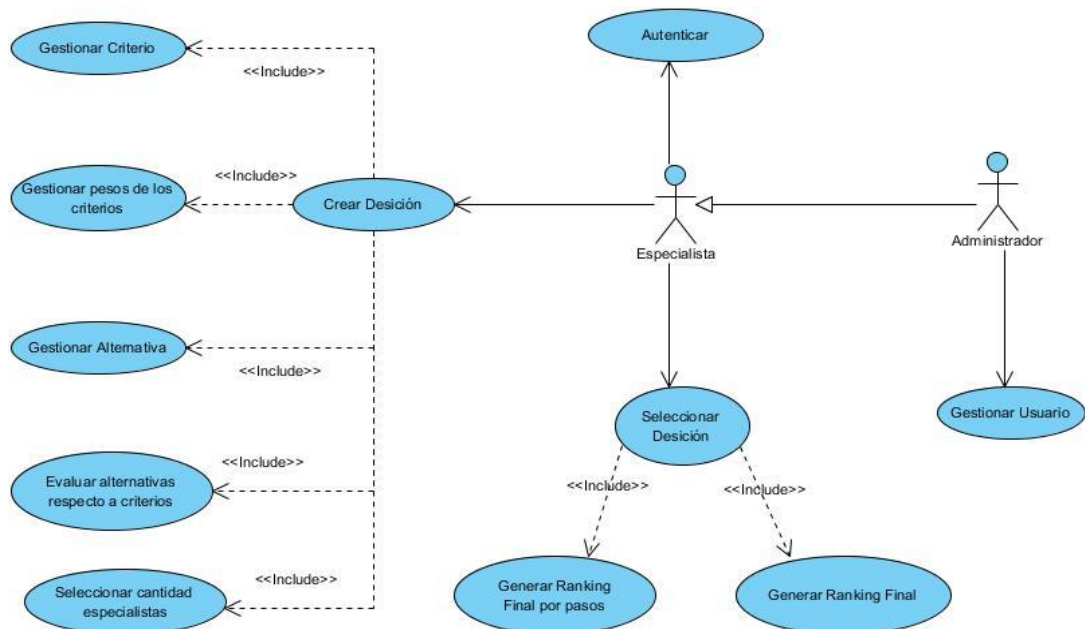 Gestionar Criterio
<<Include>>
Autenticar
Gestionar pesos de los
criterios
<<Include>>
Crear Desición
Especialista
Administrador
Gestionar Alternativa
<<Include>>
Seleccionar
Desición
Gestionar Usuario
Evaluar alternativas
respecto a criterios
<<Include>>
<<Include>>
<<Include>>
Seleccionar cantidad
especialistas
<<Include>>
Generar Ranking
Final por pasos
Generar Ranking Final